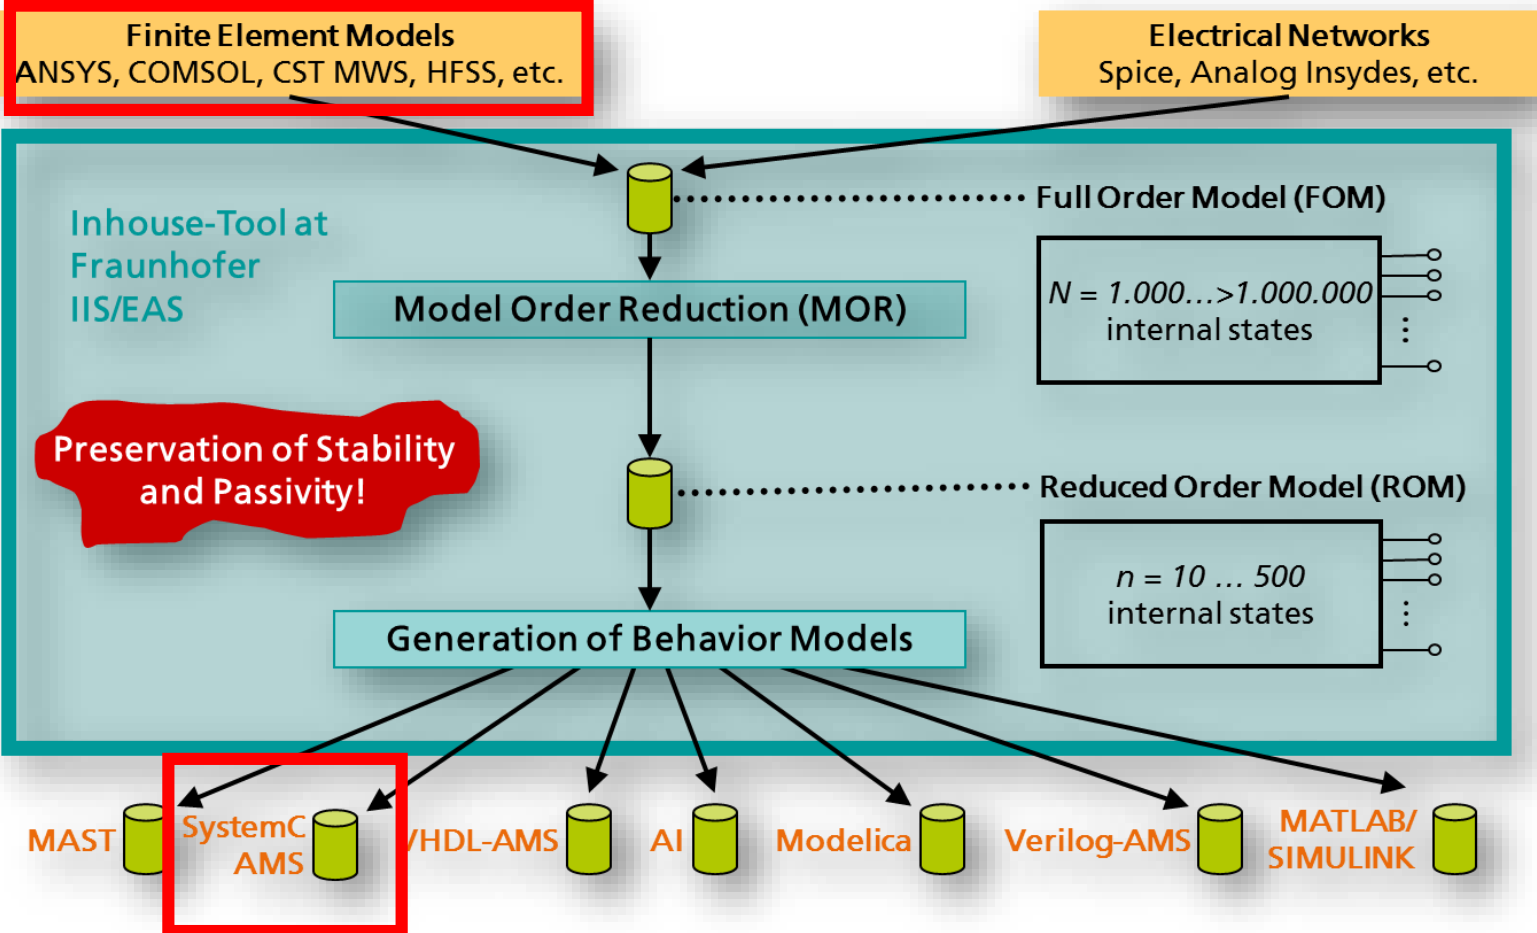 Finite Element Models
ANSYS, COMSOL, CST MWS, HFSS, etc.
Electrical Networks
Spice, Analog Insydes, etc.
Inhouse-Tool at
Fraunhofer
IIS/EAS
Full Order Model (FOM)
Model Order Reduction (MOR)
N = 1.000…>1.000.000
internal states
⋮
Preservation of Stability
and Passivity!
Reduced Order Model (ROM)
n = 10 … 500
internal states
⋮
Generation of Behavior Models
MAST
SystemC
AMS
VHDL-AMS
AI
Modelica
Verilog-AMS
MATLAB/
SIMULINK